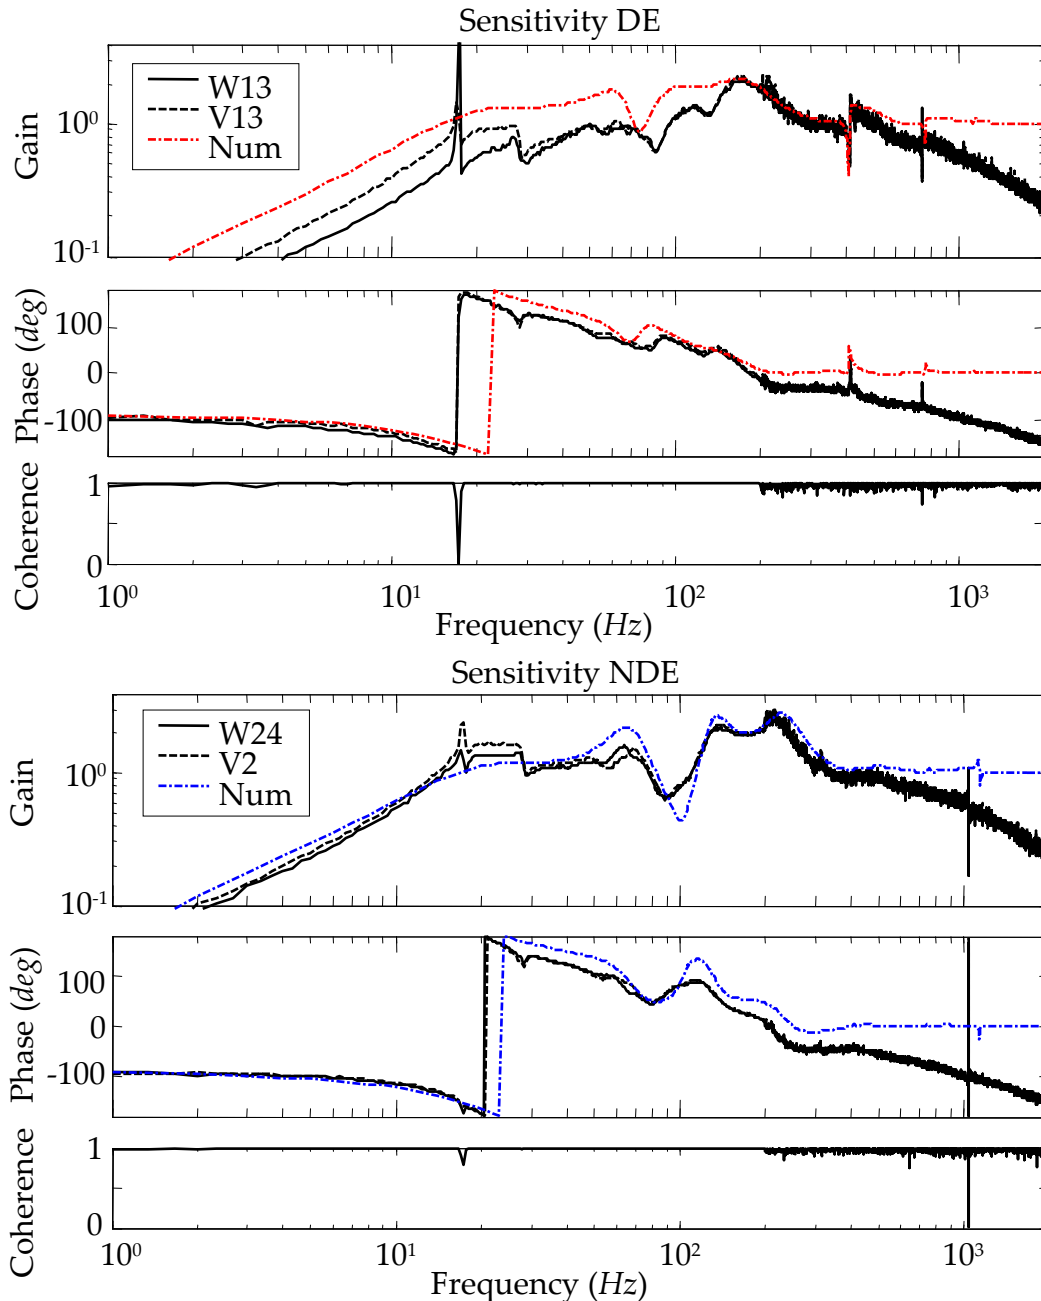 Sensitivity DE
Gain
10⁰
10⁻¹
W13
V13
Num
Phase (deg)
100
0
-100
Coherence
1
0
10⁰ 10¹ 10² 10³
Frequency (Hz)
Sensitivity NDE
Gain
10⁰
10⁻¹
W24
V2
Num
Phase (deg)
100
0
-100
Coherence
1
0
10⁰ 10¹ 10² 10³
Frequency (Hz)